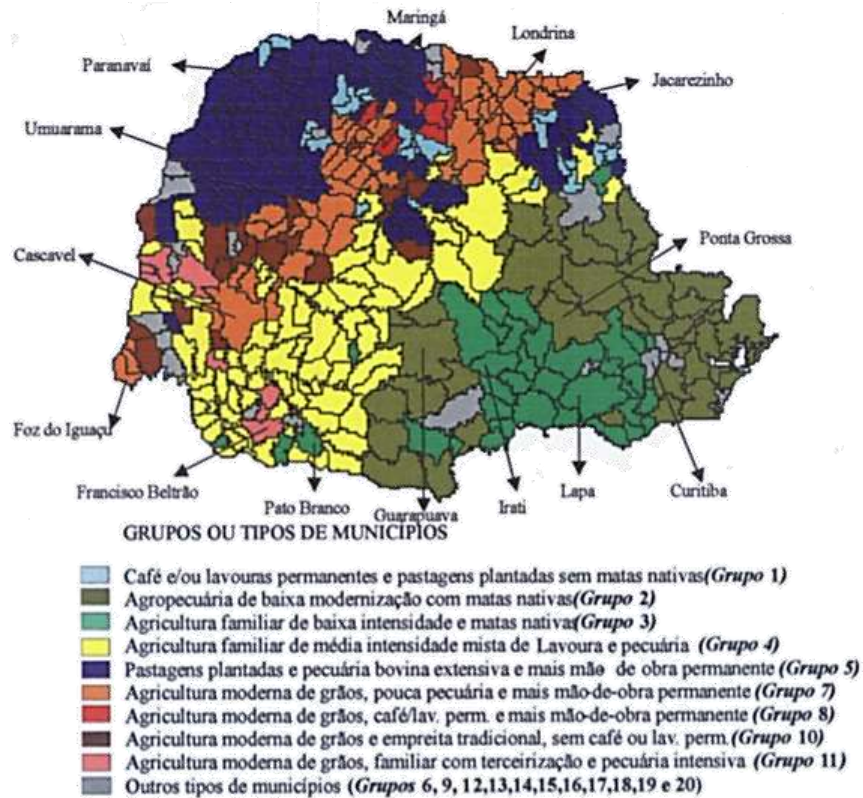 Maringá
Londrina
Paranavaí
Jacarezinho
Umuarama
Ponta Grossa
Cascavel
Foz do Iguaçu
Francisco Beltrão
Pato Branco
Guarapuava
Irati
Lapa
Curitiba
GRUPOS OU TIPOS DE MUNICÍPIOS
Café e/ou lavouras permanentes e pastagens plantadas sem matas nativas(Grupo 1)
Agropecuária de baixa modernização com matas nativas(Grupo 2)
Agricultura familiar de baixa intensidade e matas nativas(Grupo 3)
Agricultura familiar de média intensidade mista de Lavoura e pecuária (Grupo 4)
Pastagens plantadas e pecuária bovina extensiva e mais mão de obra permanente (Grupo 5)
Agricultura moderna de grãos, pouca pecuária e mais mão-de-obra permanente (Grupo 7)
Agricultura moderna de grãos, café/lav. perm. e mais mão-de-obra permanente (Grupo 8)
Agricultura moderna de grãos e empreita tradicional, sem café ou lav. perm.(Grupo 10)
Agricultura moderna de grãos, familiar com terceirização e pecuária intensiva (Grupo 11)
Outros tipos de municípios (Grupos 6, 9, 12,13,14,15,16,17,18,19 e 20)